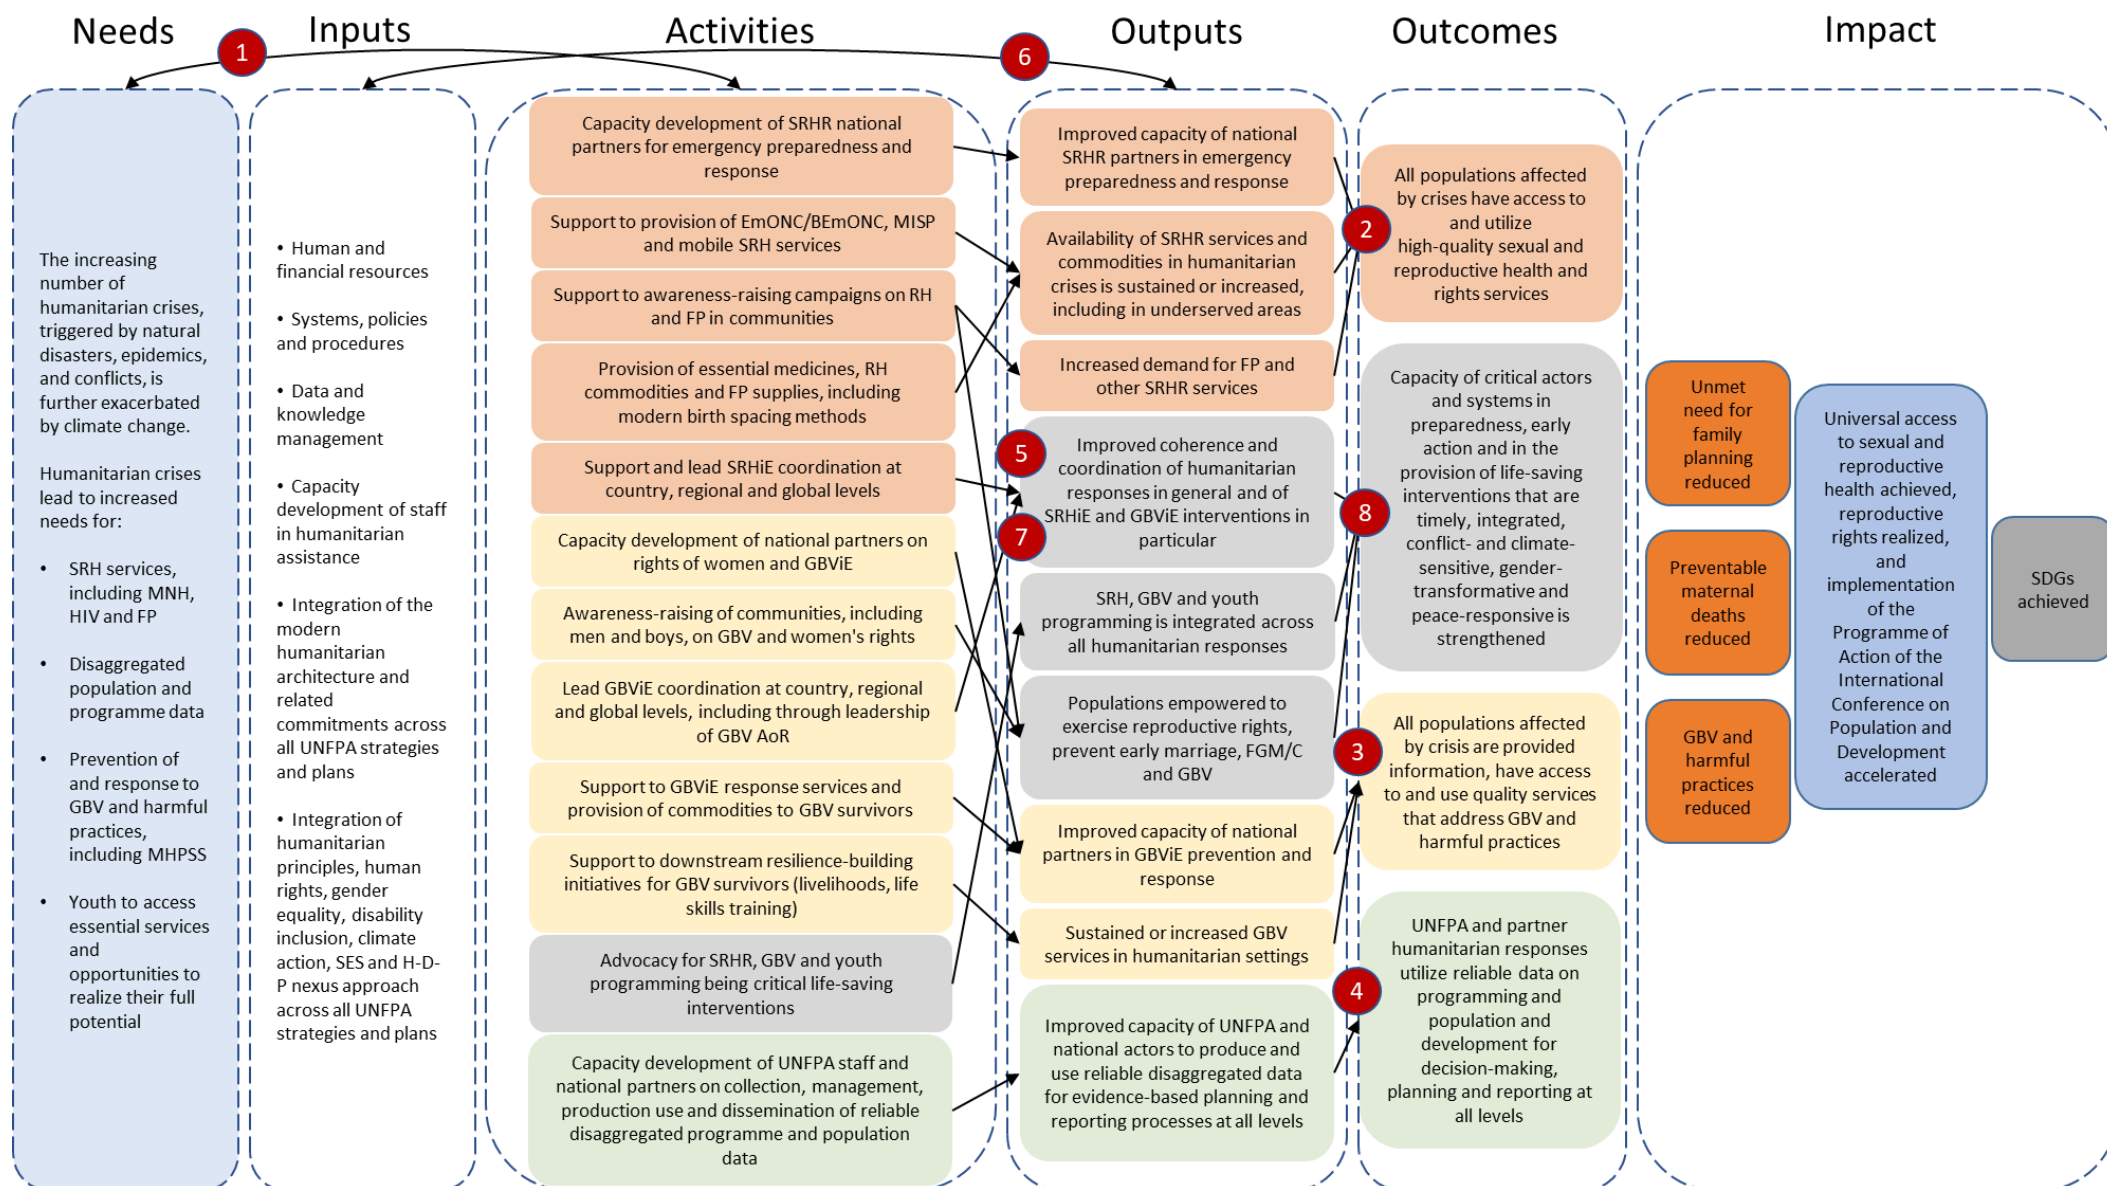 Needs
Inputs
Activities
Outputs
Outcomes
Impact
1
6
The increasing
number of
humanitarian crises,
triggered by natural
disasters, epidemics,
and conflicts, is
further exacerbated
by climate change.
Humanitarian crises
lead to increased
needs for:
• SRH services,
including MNH,
HIV and FP
• Disaggregated
population and
programme data
• Prevention of
and response to
GBV and harmful
practices,
including MHPSS
• Youth to access
essential services
and
opportunities to
realize their full
potential
• Human and
financial resources
• Systems, policies
and procedures
• Data and
knowledge
management
• Capacity
development of staff
in humanitarian
assistance
• Integration of the
modern
humanitarian
architecture and
related
commitments across
all UNFPA strategies
and plans
• Integration of
humanitarian
principles, human
rights, gender
equality, disability
inclusion, climate
action, SES and H-D-
P nexus approach
across all UNFPA
strategies and plans
Capacity development of SRHR national
partners for emergency preparedness and
response
Support to provision of EmONC/BEmONC, MISP
and mobile SRH services
Support to awareness-raising campaigns on RH
and FP in communities
Provision of essential medicines, RH
commodities and FP supplies, including
modern birth spacing methods
Support and lead SRHiE coordination at
country, regional and global levels
Capacity development of national partners on
rights of women and GBViE
Awareness-raising of communities, including
men and boys, on GBV and women's rights
Lead GBViE coordination at country, regional
and global levels, including through leadership
of GBV AoR
Support to GBViE response services and
provision of commodities to GBV survivors
Support to downstream resilience-building
initiatives for GBV survivors (livelihoods, life
skills training)
Advocacy for SRHR, GBV and youth
programming being critical life-saving
interventions
Capacity development of UNFPA staff and
national partners on collection, management,
production use and dissemination of reliable
disaggregated programme and population
data
Improved capacity of national
SRHR partners in emergency
preparedness and response
Availability of SRHR services and
commodities in humanitarian
crises is sustained or increased,
including in underserved areas
Increased demand for FP and
other SRHR services
5
7
Improved coherence and
coordination of humanitarian
responses in general and of
SRHiE and GBViE interventions in
particular
SRH, GBV and youth
programming is integrated across
all humanitarian responses
Populations empowered to
exercise reproductive rights,
prevent early marriage, FGM/C
and GBV
Improved capacity of national
partners in GBViE prevention and
response
Sustained or increased GBV
services in humanitarian settings
Improved capacity of UNFPA and
national actors to produce and
use reliable disaggregated data
for evidence-based planning and
reporting processes at all levels
2
All populations affected
by crises have access to
and utilize
high-quality sexual and
reproductive health and
rights services
8
Capacity of critical actors
and systems in
preparedness, early
action and in the
provision of life-saving
interventions that are
timely, integrated,
conflict- and climate-
sensitive, gender-
transformative and
peace-responsive is
strengthened
3
All populations affected
by crisis are provided
information, have access
to and use quality services
that address GBV and
harmful practices
4
UNFPA and partner
humanitarian responses
utilize reliable data on
programming and
population and
development for
decision-making,
planning and reporting at
all levels
Unmet
need for
family
planning
reduced
Preventable
maternal
deaths
reduced
GBV and
harmful
practices
reduced
Universal access
to sexual and
reproductive
health achieved,
reproductive
rights realized,
and
implementation
of the
Programme of
Action of the
International
Conference on
Population and
Development
accelerated
SDGs
achieved